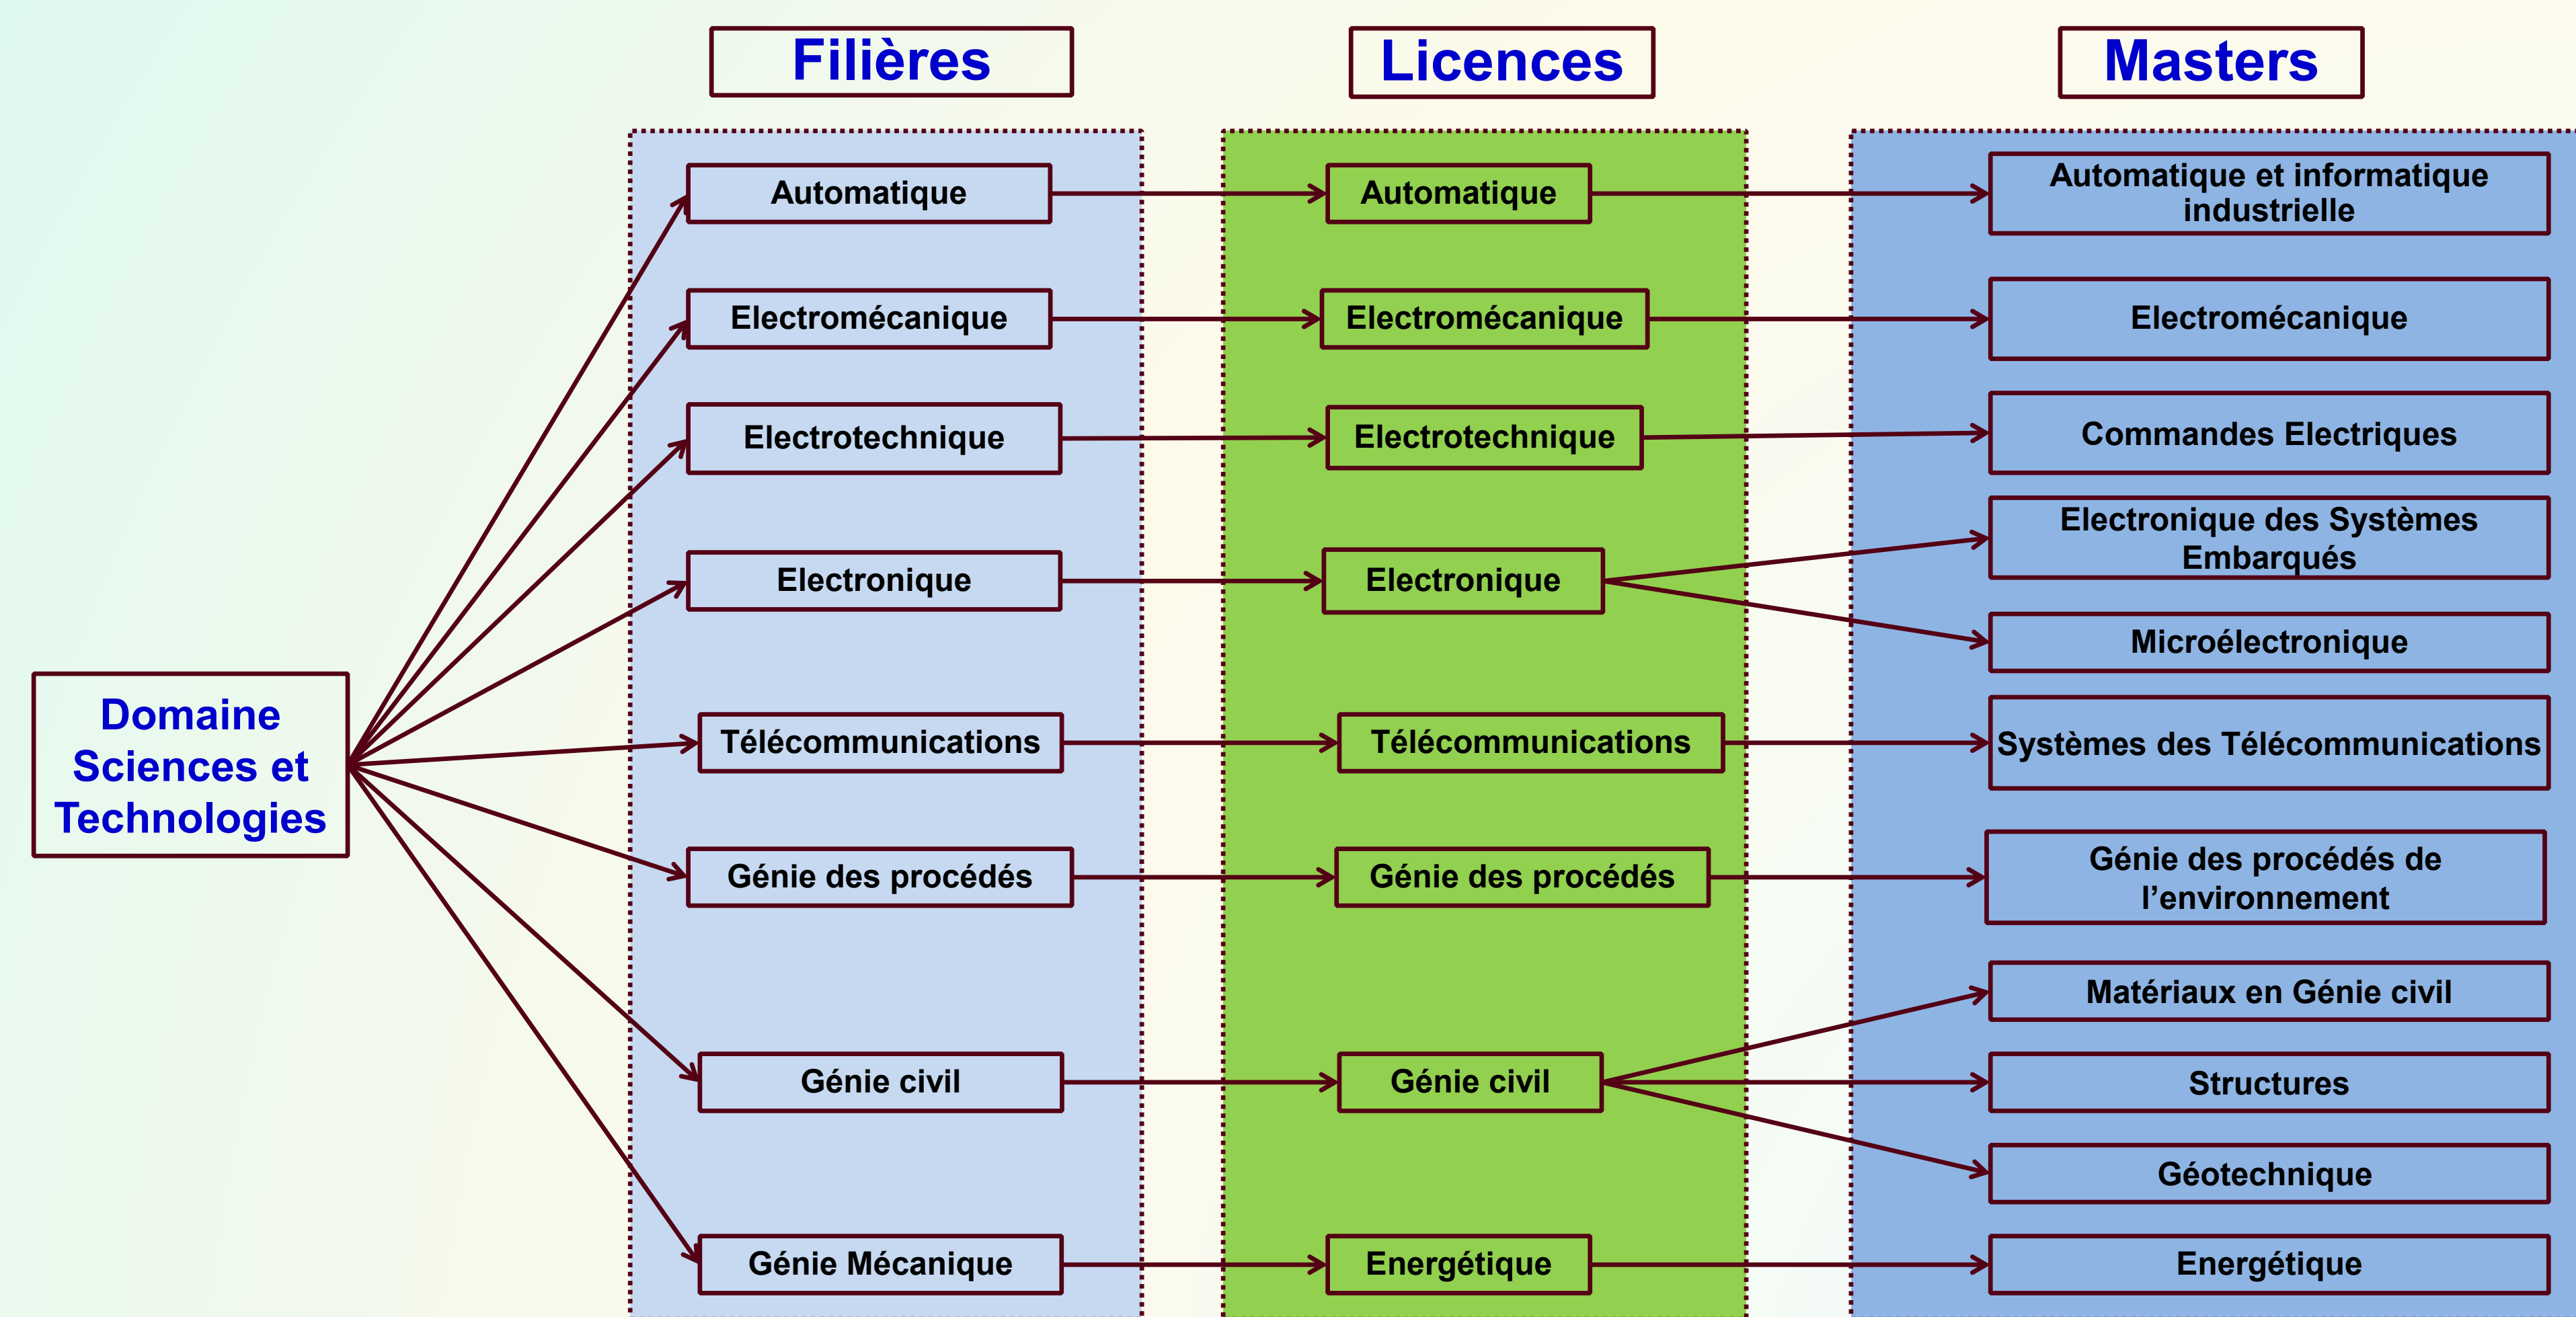 Filières
Licences
Masters
Domaine
Sciences et
Technologies
Automatique
Automatique
Automatique et informatique
industrielle
Electromécanique
Electromécanique
Electromécanique
Electrotechnique
Electrotechnique
Commandes Electriques
Electronique
Electronique
Electronique des Systèmes
Embarqués
Microélectronique
Télécommunications
Télécommunications
Systèmes des Télécommunications
Génie des procédés
Génie des procédés
Génie des procédés de
l’environnement
Génie civil
Génie civil
Matériaux en Génie civil
Structures
Géotechnique
Génie Mécanique
Energétique
Energétique